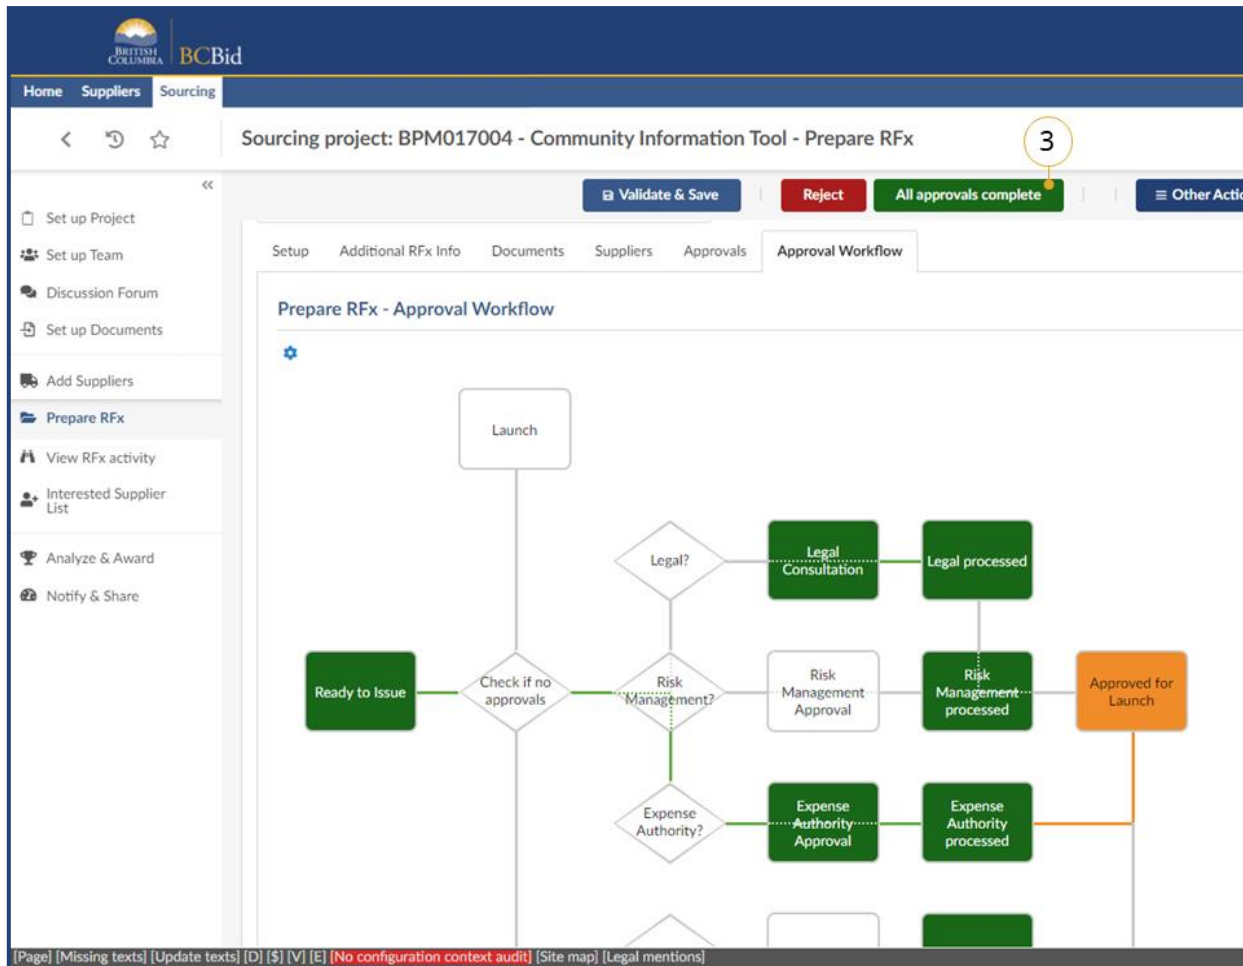 BRITISH
COLUMBIA
BCBid
Home Suppliers Sourcing
Sourcing project: BPM017004 - Community Information Tool - Prepare RFx
3
«
Validate & Save
Reject
All approvals complete
Other Actio
Set up Project
Set up Team
Discussion Forum
Set up Documents
Add Suppliers
Prepare RFx
View RFx activity
Interested Supplier
List
Analyze & Award
Notify & Share
Setup Additional RFx Info Documents Suppliers Approvals Approval Workflow
Prepare RFx - Approval Workflow
Launch
Legal?
Legal
Consultation
Legal processed
Ready to Issue
Check if no
approvals
Risk
Management?
Risk
Management
Approval
Risk
Management
processed
Approved for
Launch
Expense
Authority?
Expense
Authority
Approval
Expense
Authority
processed
[Page] [Missing texts] [Update texts] [D] [$] [V] [E] [No configuration context audit] [Site map] [Legal mentions]